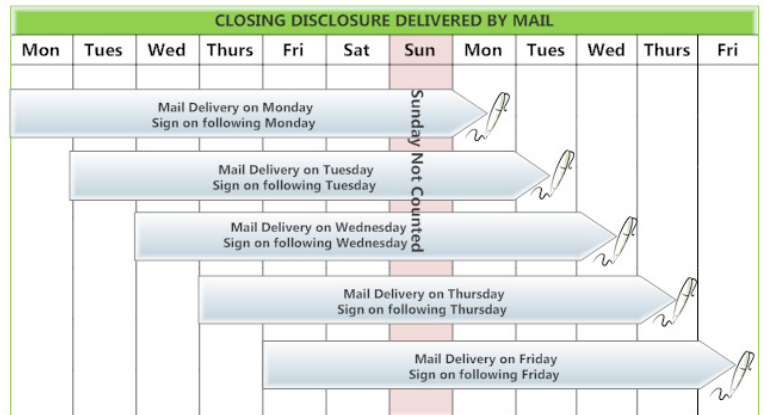 CLOSING DISCLOSURE DELIVERED BY MAIL
Mon Tues Wed Thurs Fri Sat Sun Mon Tues Wed Thurs Fri
Sunday Not Counted
Mail Delivery on Monday
Sign on following Monday
Mail Delivery on Tuesday
Sign on following Tuesday
Mail Delivery on Wednesday
Sign on following Wednesday
Mail Delivery on Thursday
Sign on following Thursday
Mail Delivery on Friday
Sign on following Friday